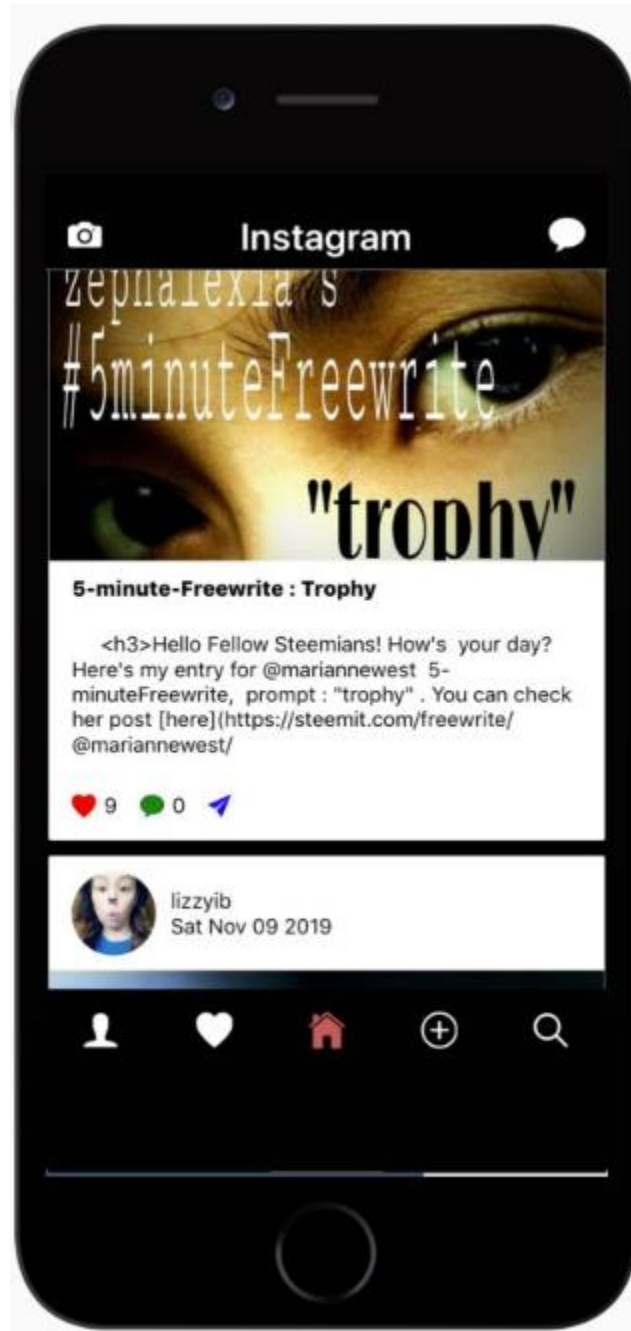 Instagram
zephalexia's
#5minuteFreewrite
"trophy"
5-minute-Freewrite : Trophy
<h3>Hello Fellow Steemians! How's  your day?
Here's my entry for @mariannewest  5-
minuteFreewrite,  prompt : "trophy" . You can check
her post [here](https://steemit.com/freewrite/
@mariannewest/
9 0
lizzyib
Sat Nov 09 2019